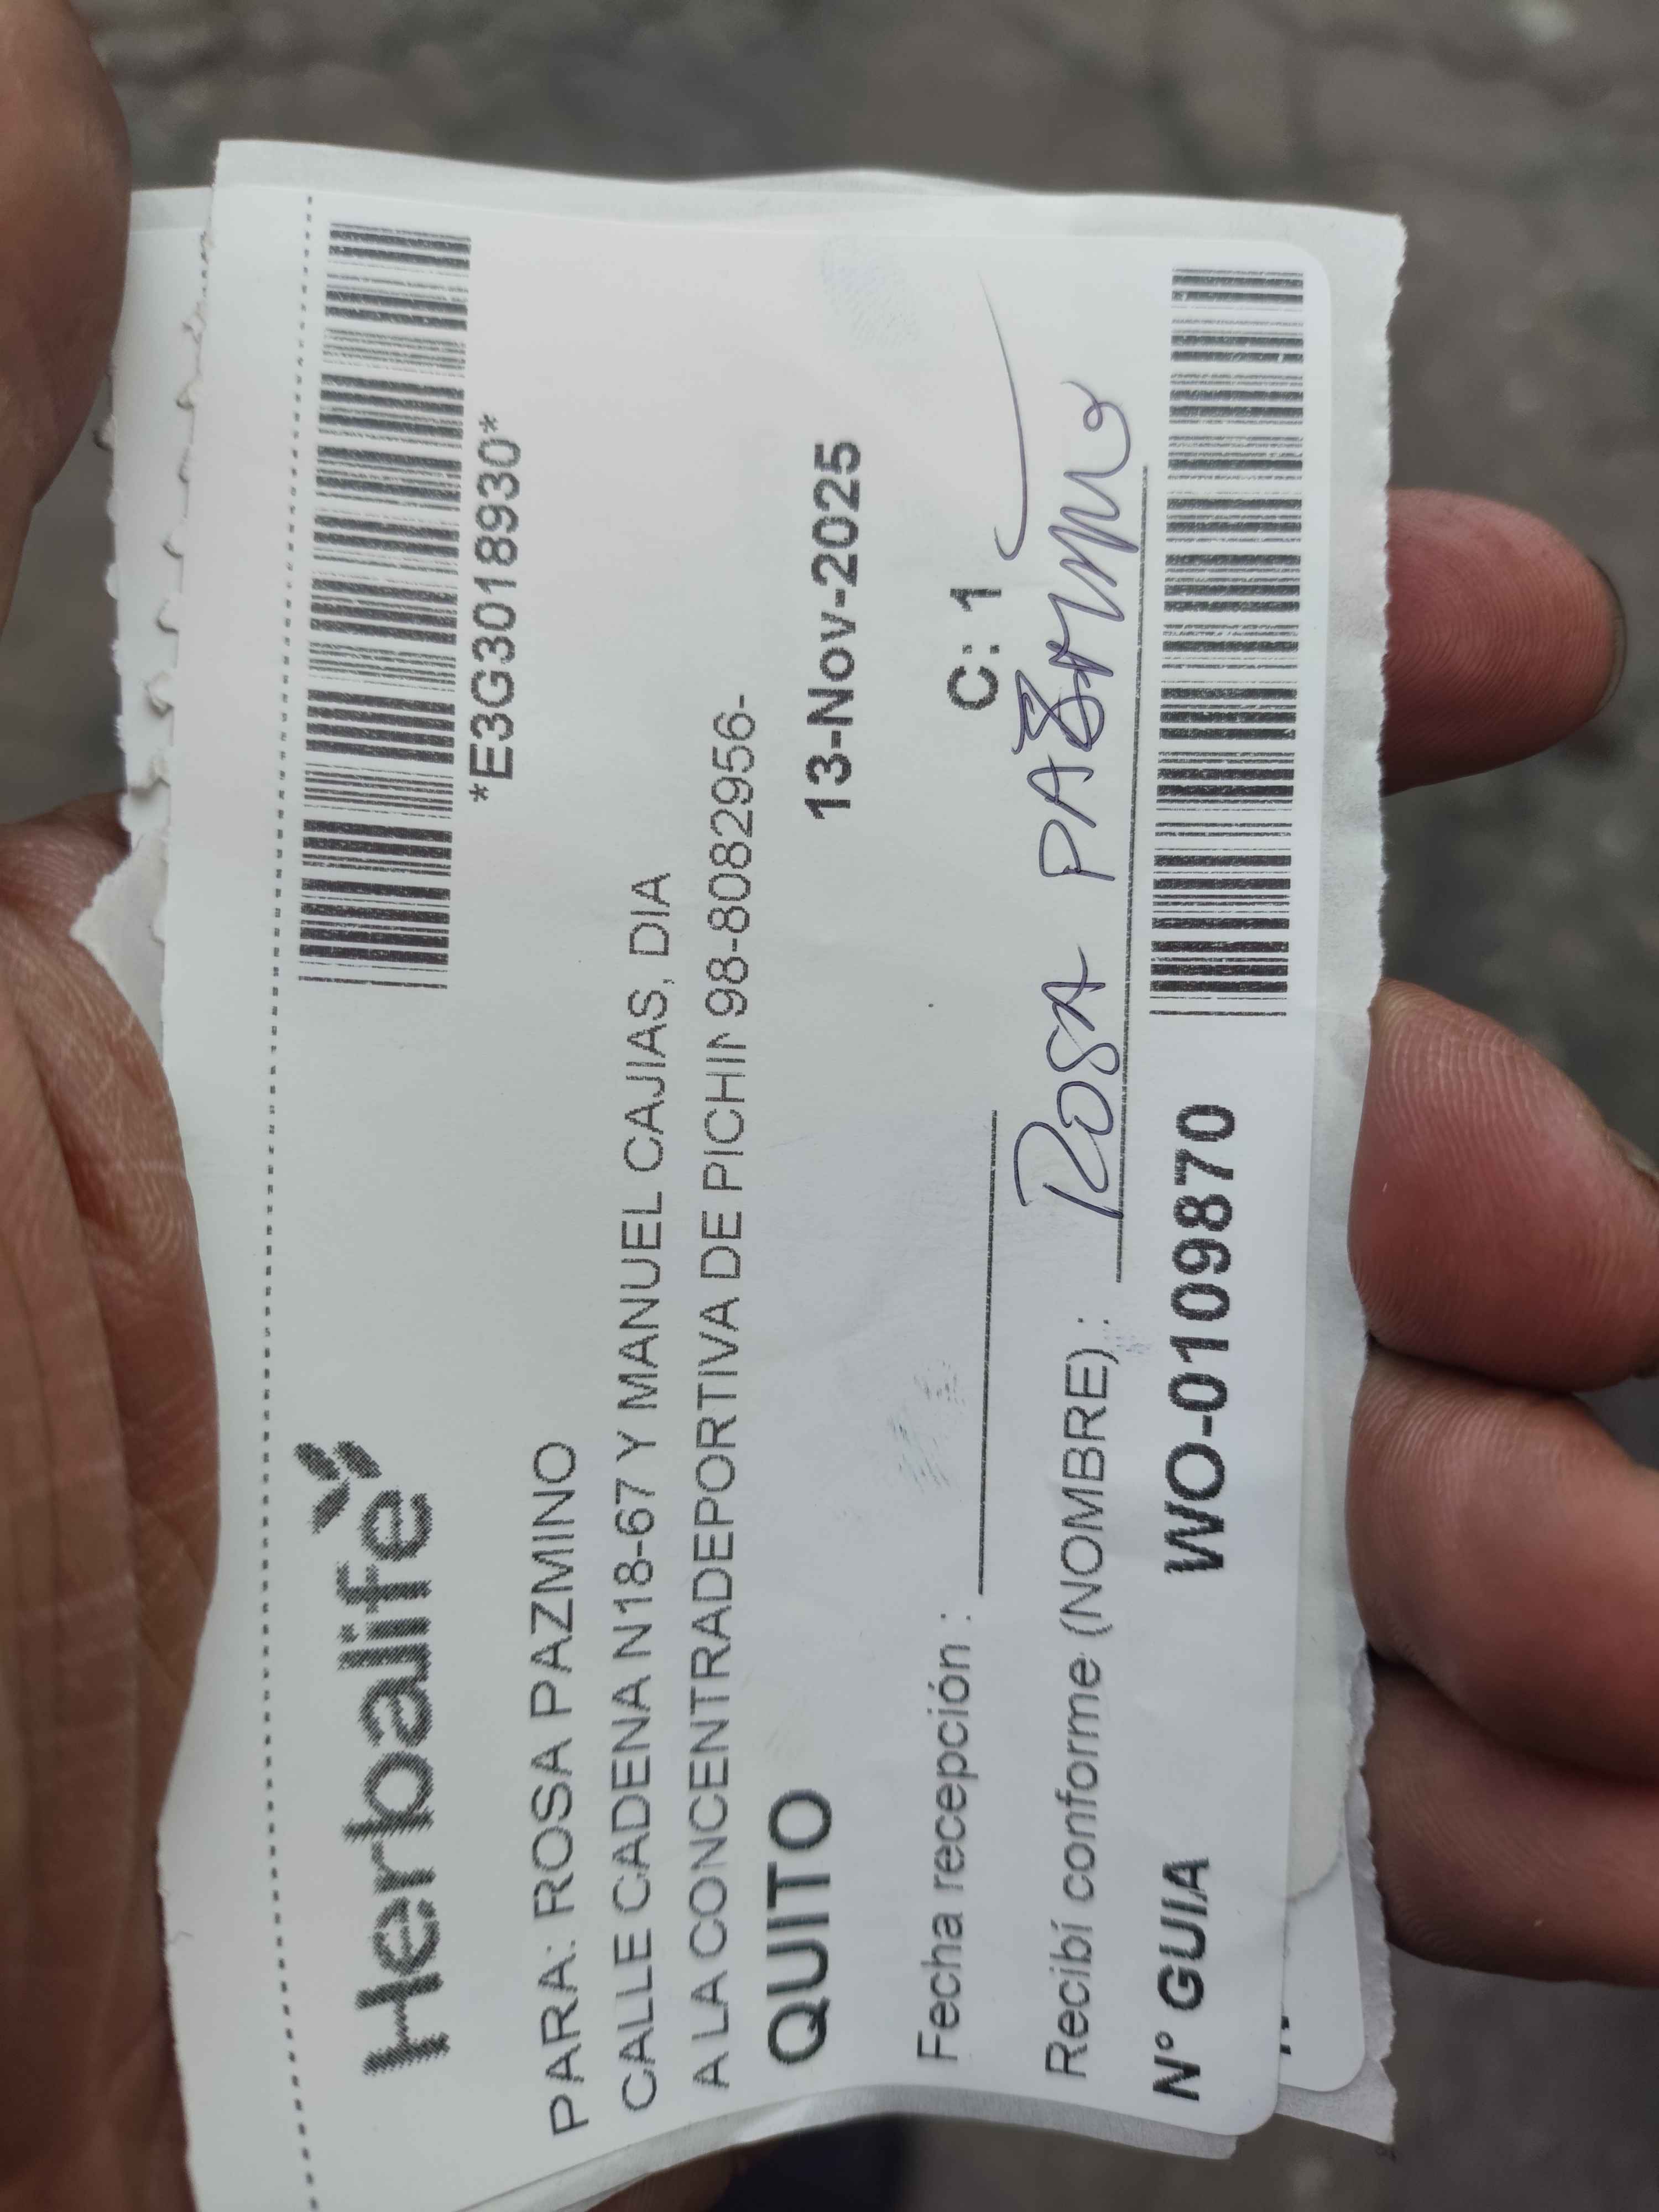 Herbalife
*E3G3018930*
PARA: ROSA PAZMINO
CALLE CADENA N18-67 Y MANUEL CAJIAS, DIA
A LA CONCENTRADEPORTIVA DE PICHIN 98-8082956-
QUITO 13-Nov-2025
Fecha recepción : C: 1
Recibí conforme (NOMBRE) : ROSA PAZMIÑO
N° GUIA WO-0109870